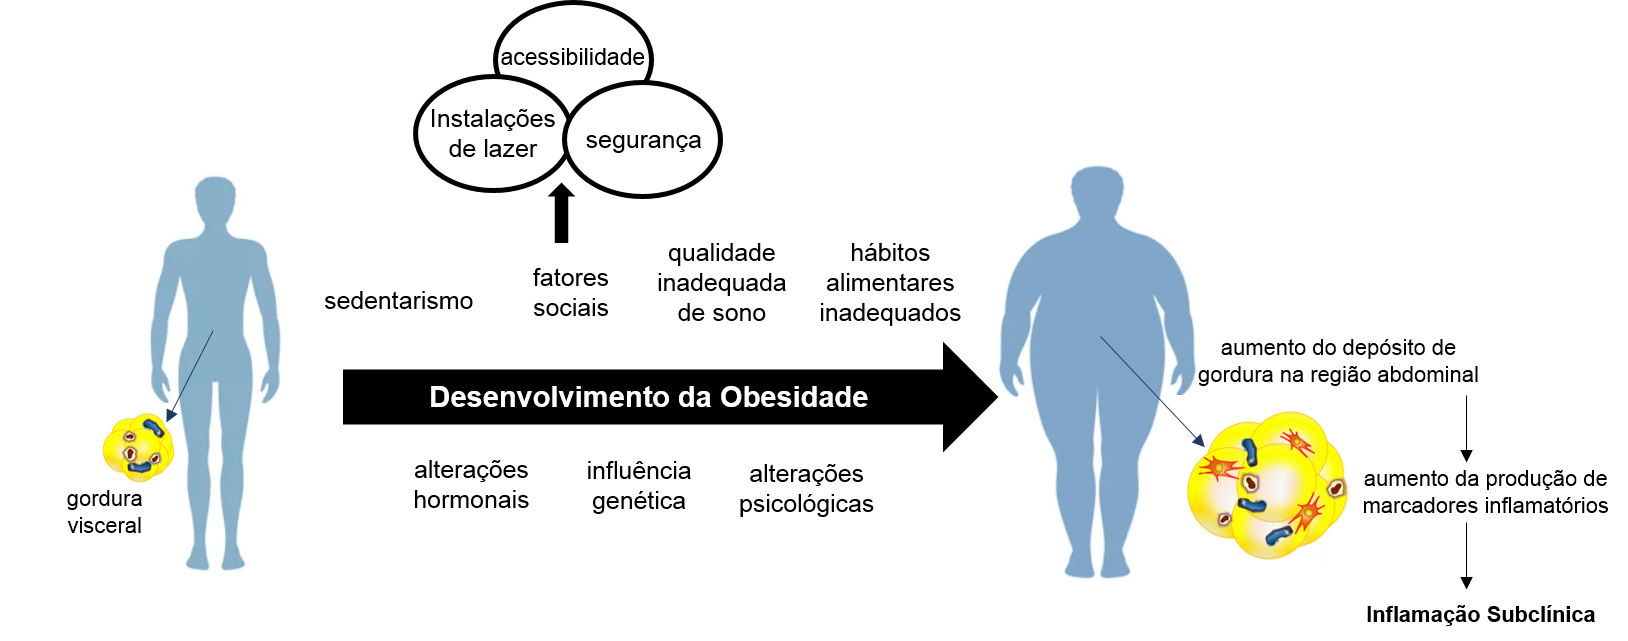 acessibilidade
Instalações
de lazer
segurança
sedentarismo
fatores
sociais
qualidade
inadequada
de sono
hábitos
alimentares
inadequados
Desenvolvimento da Obesidade
alterações
hormonais
influência
genética
alterações
psicológicas
gordura
visceral
aumento do depósito de
gordura na região abdominal
aumento da produção de
marcadores inflamatórios
Inflamação Subclínica